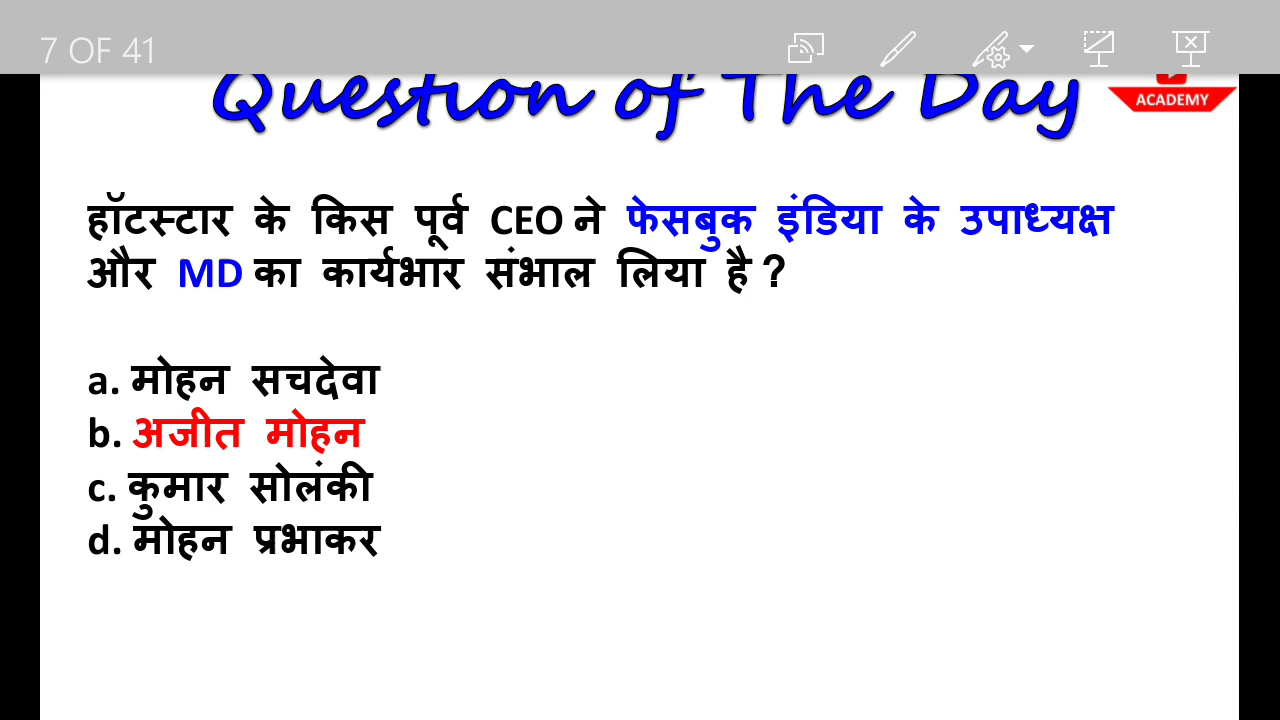 7 OF 41
Question of The Day
ACADEMY
हॉटस्टार के किस पूर्व CEO ने फेसबुक इंडिया के उपाध्यक्ष
और MD का कार्यभार संभाल लिया है ?
a. मोहन सचदेवा
b. अजीत मोहन
c. कुमार सोलंकी
d. मोहन प्रभाकर